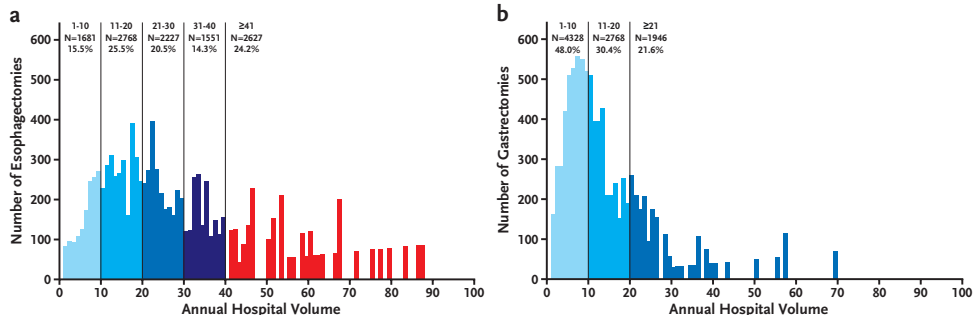 a
1-10 11-20 21-30 31-40 ≥41
N=1681 N=2768 N=2227 N=1551 N=2627
15.5% 25.5% 20.5% 14.3% 24.2%
Number of Esophagectomies
600
500
400
300
200
100
0
0 10 20 30 40 50 60 70 80 90 100
Annual Hospital Volume
b
1-10 11-20 ≥21
N=4328 N=2768 N=1946
48.0% 30.4% 21.6%
Number of Gastrectomies
600
500
400
300
200
100
0
0 10 20 30 40 50 60 70 80 90 100
Annual Hospital Volume